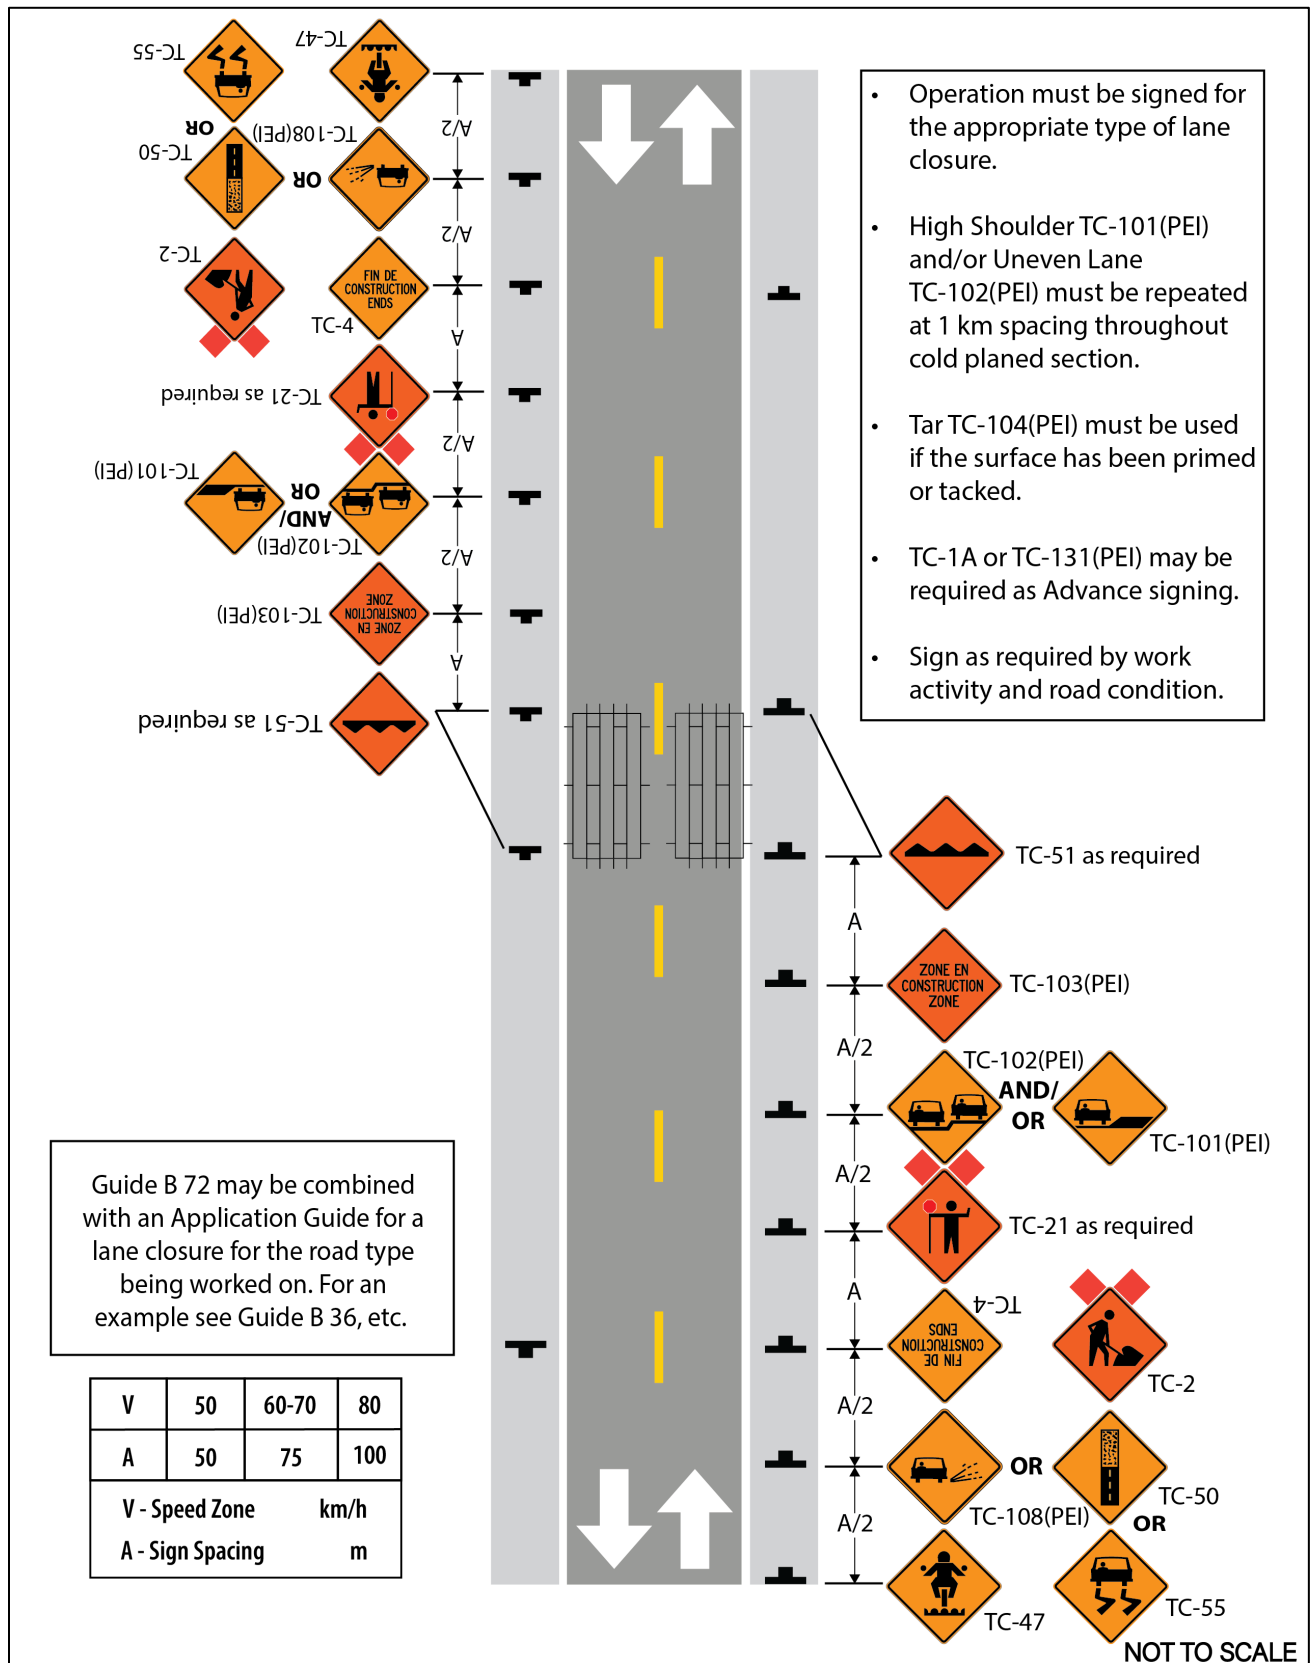 TC-55
TC-47
A/2
OR
TC-108(PEI)
TC-50
OR
A/2
TC-2
FIN DE
CONSTRUCTION
ENDS
TC-4
A
TC-21 as required
A/2
TC-101(PEI)
AND/
OR
TC-102(PEI)
A/2
TC-103(PEI)
ZONE EN
CONSTRUCTION
ZONE
A
TC-51 as required
• Operation must be signed for
the appropriate type of lane
closure.
• High Shoulder TC-101(PEI)
and/or Uneven Lane
TC-102(PEI) must be repeated
at 1 km spacing throughout
cold planed section.
• Tar TC-104(PEI) must be used
if the surface has been primed
or tacked.
• TC-1A or TC-131(PEI) may be
required as Advance signing.
• Sign as required by work
activity and road condition.
TC-51 as required
A
ZONE EN
CONSTRUCTION
ZONE
TC-103(PEI)
A/2
TC-102(PEI)
AND/
OR
TC-101(PEI)
A/2
TC-21 as required
A
TC-4
FIN DE
CONSTRUCTION
ENDS
TC-2
A/2
OR
TC-50
TC-108(PEI)
OR
A/2
TC-47
TC-55
Guide B 72 may be combined
with an Application Guide for a
lane closure for the road type
being worked on. For an
example see Guide B 36, etc.
V 50 60-70 80
A 50 75 100
V - Speed Zone km/h
A - Sign Spacing m
NOT TO SCALE